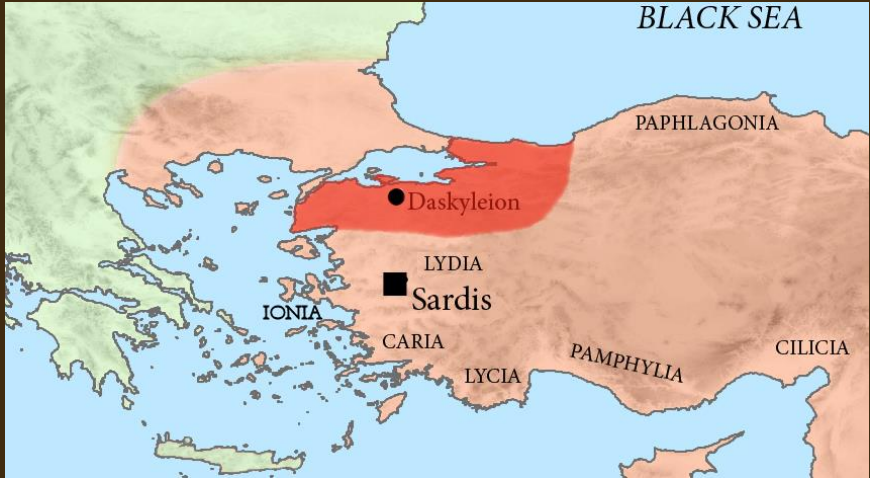 BLACK SEA
PAPHLAGONIA
Daskyleion
LYDIA
Sardis
IONIA
CARIA
PAMPHYLIA
CILICIA
LYCIA